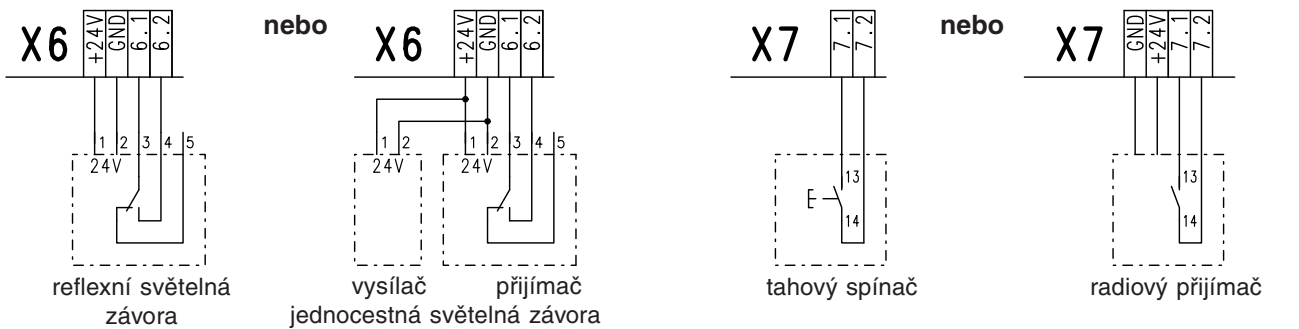 X6 +24V GND 6.1 6.2
1 2 3 4 5
24V
reflexní světelná
závora
nebo
X6 +24V GND 6.1 6.2
1 2 1 2 3 4 5
24V 24V
vysílač přijímač
jednocestná světelná závora
X7 7.1 7.2
13
14
tahový spínač
nebo
X7 GND +24V 7.1 7.2
13
14
radiový přijímač